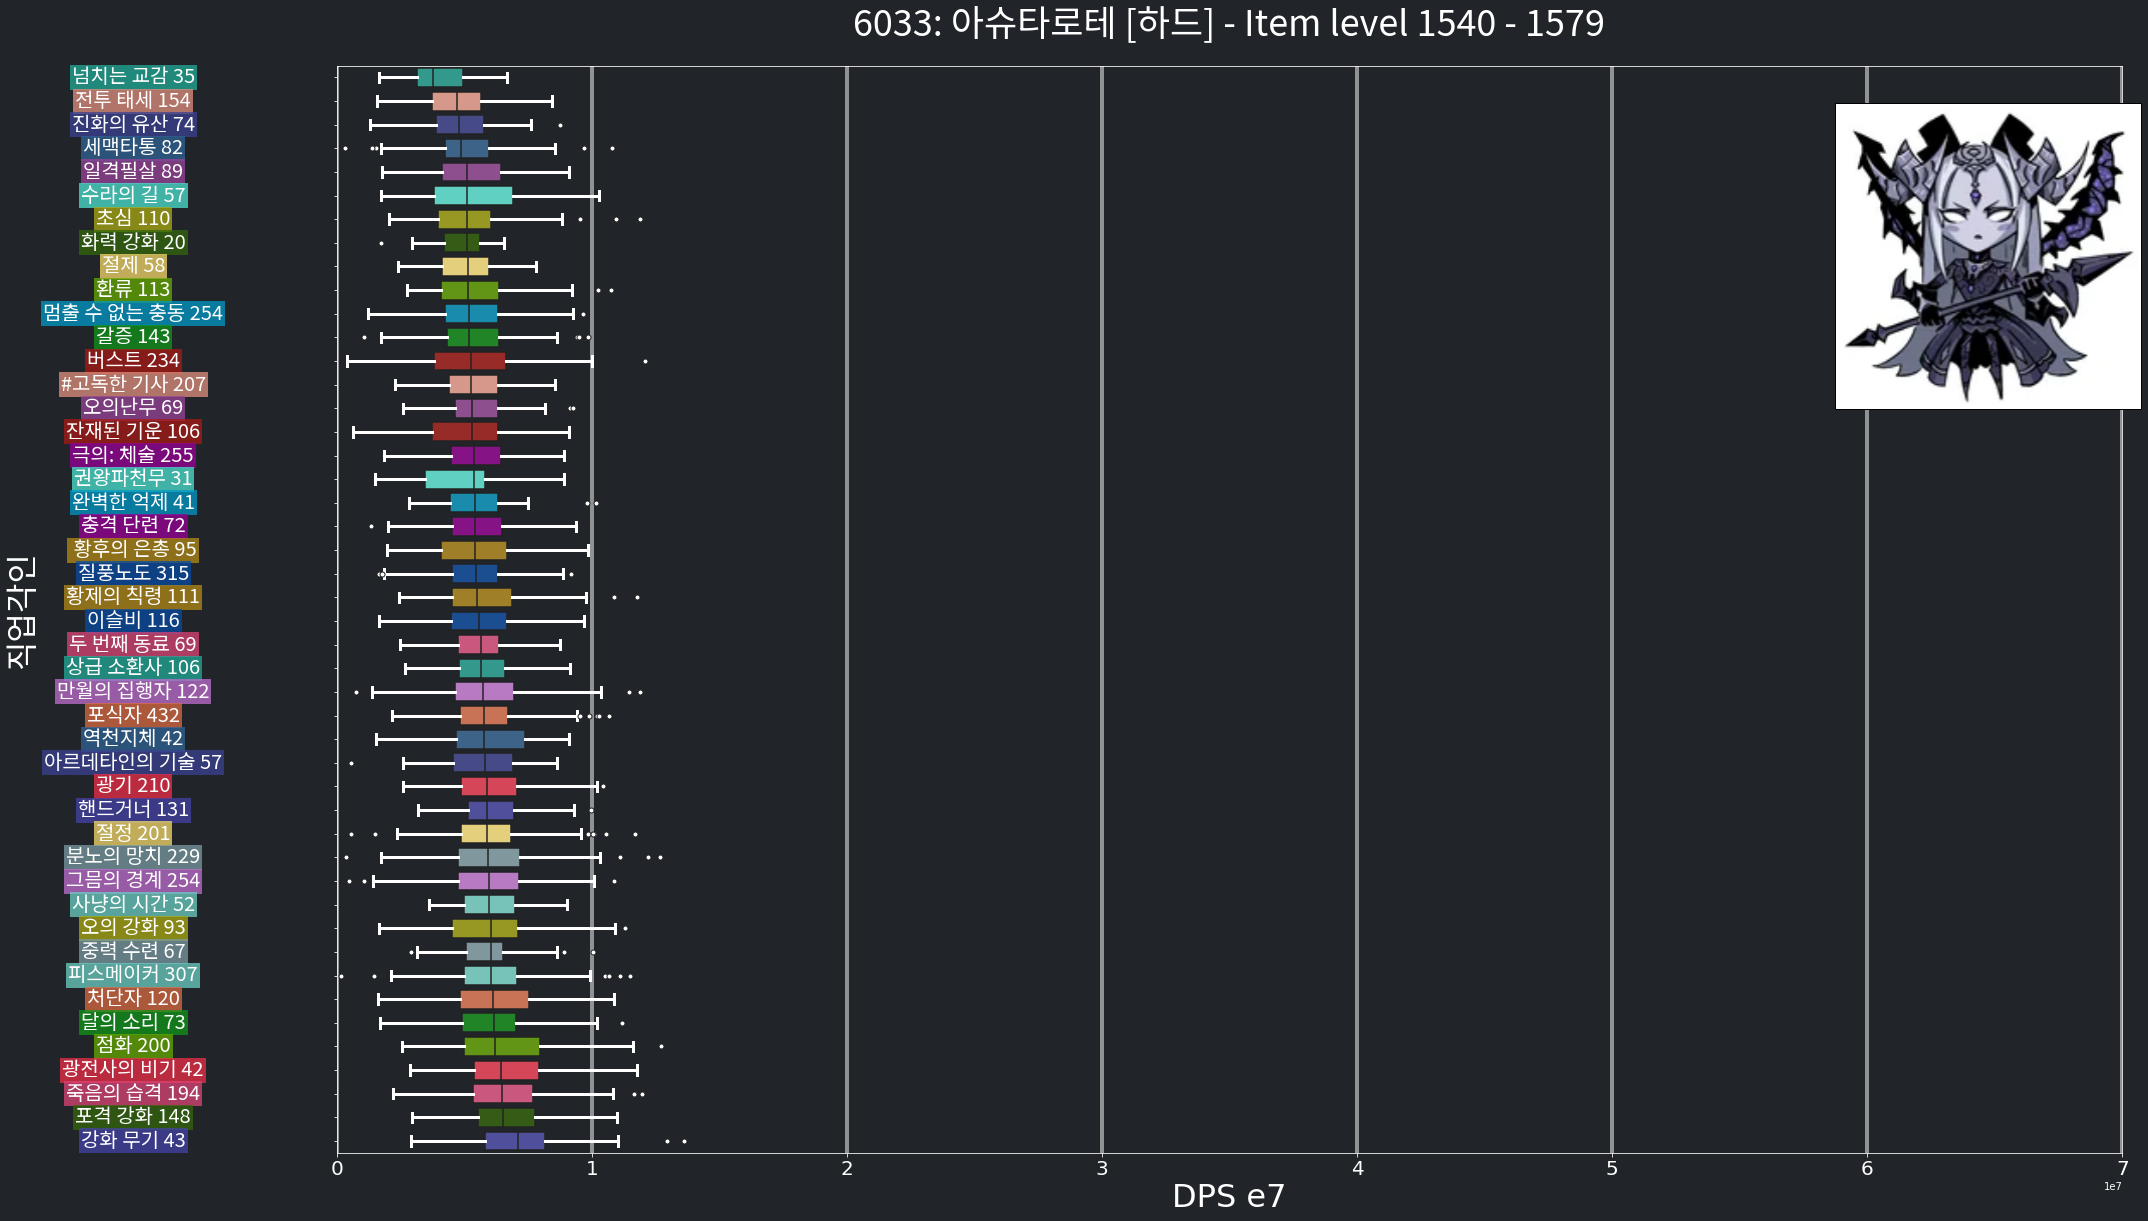 6033: 아슈타로테 [하드] - Item level 1540 - 1579
넘치는 교감 35
전투 태세 154
진화의 유산 74
세맥타통 82
일격필살 89
수라의 길 57
초심 110
화력 강화 20
절제 58
환류 113
멈출 수 없는 충동 254
갈증 143
버스트 234
#고독한 기사 207
오의난무 69
잔재된 기운 106
극의: 체술 255
권왕파천무 31
완벽한 억제 41
충격 단련 72
황후의 은총 95
질풍노도 315
황제의 칙령 111
이슬비 116
두 번째 동료 69
상급 소환사 106
만월의 집행자 122
포식자 432
역천지체 42
아르데타인의 기술 57
광기 210
핸드거너 131
절정 201
분노의 망치 229
그믐의 경계 254
사냥의 시간 52
오의 강화 93
중력 수련 67
피스메이커 307
처단자 120
달의 소리 73
점화 200
광전사의 비기 42
죽음의 습격 194
포격 강화 148
강화 무기 43
직업각인
0 1 2 3 4 5 6 7
1e7
DPS e7